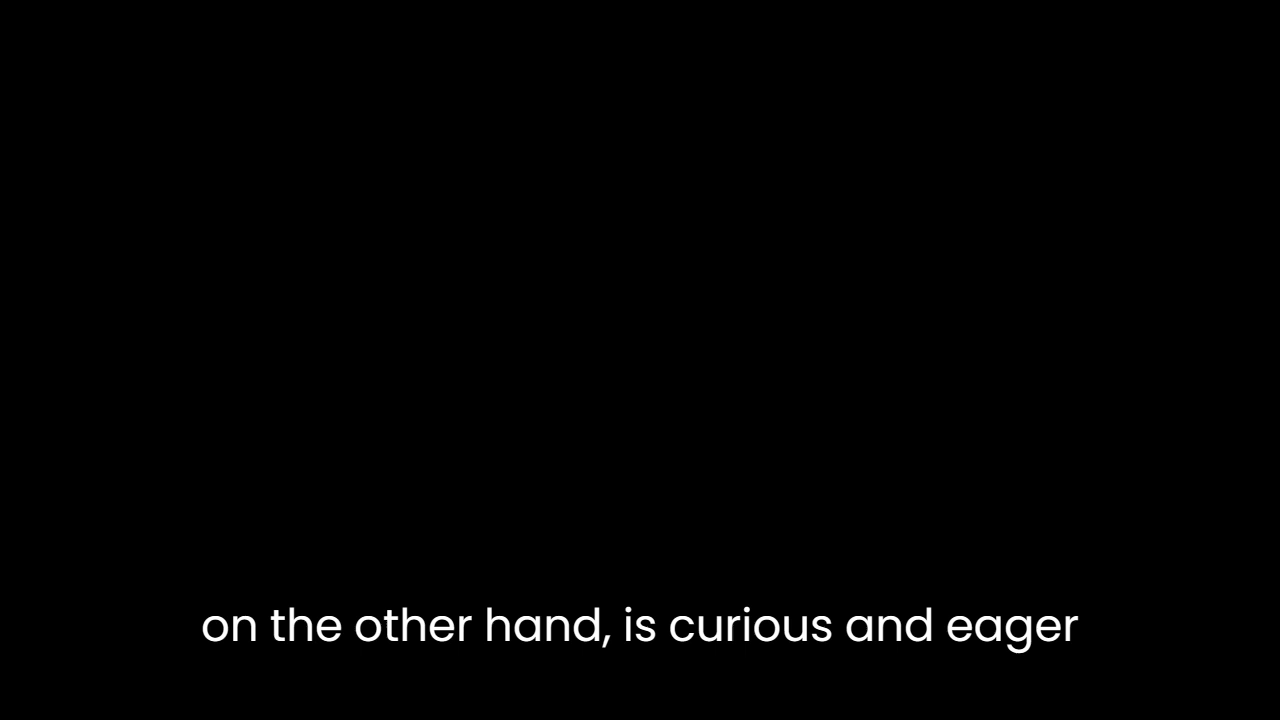 on the other hand, is curious and eager